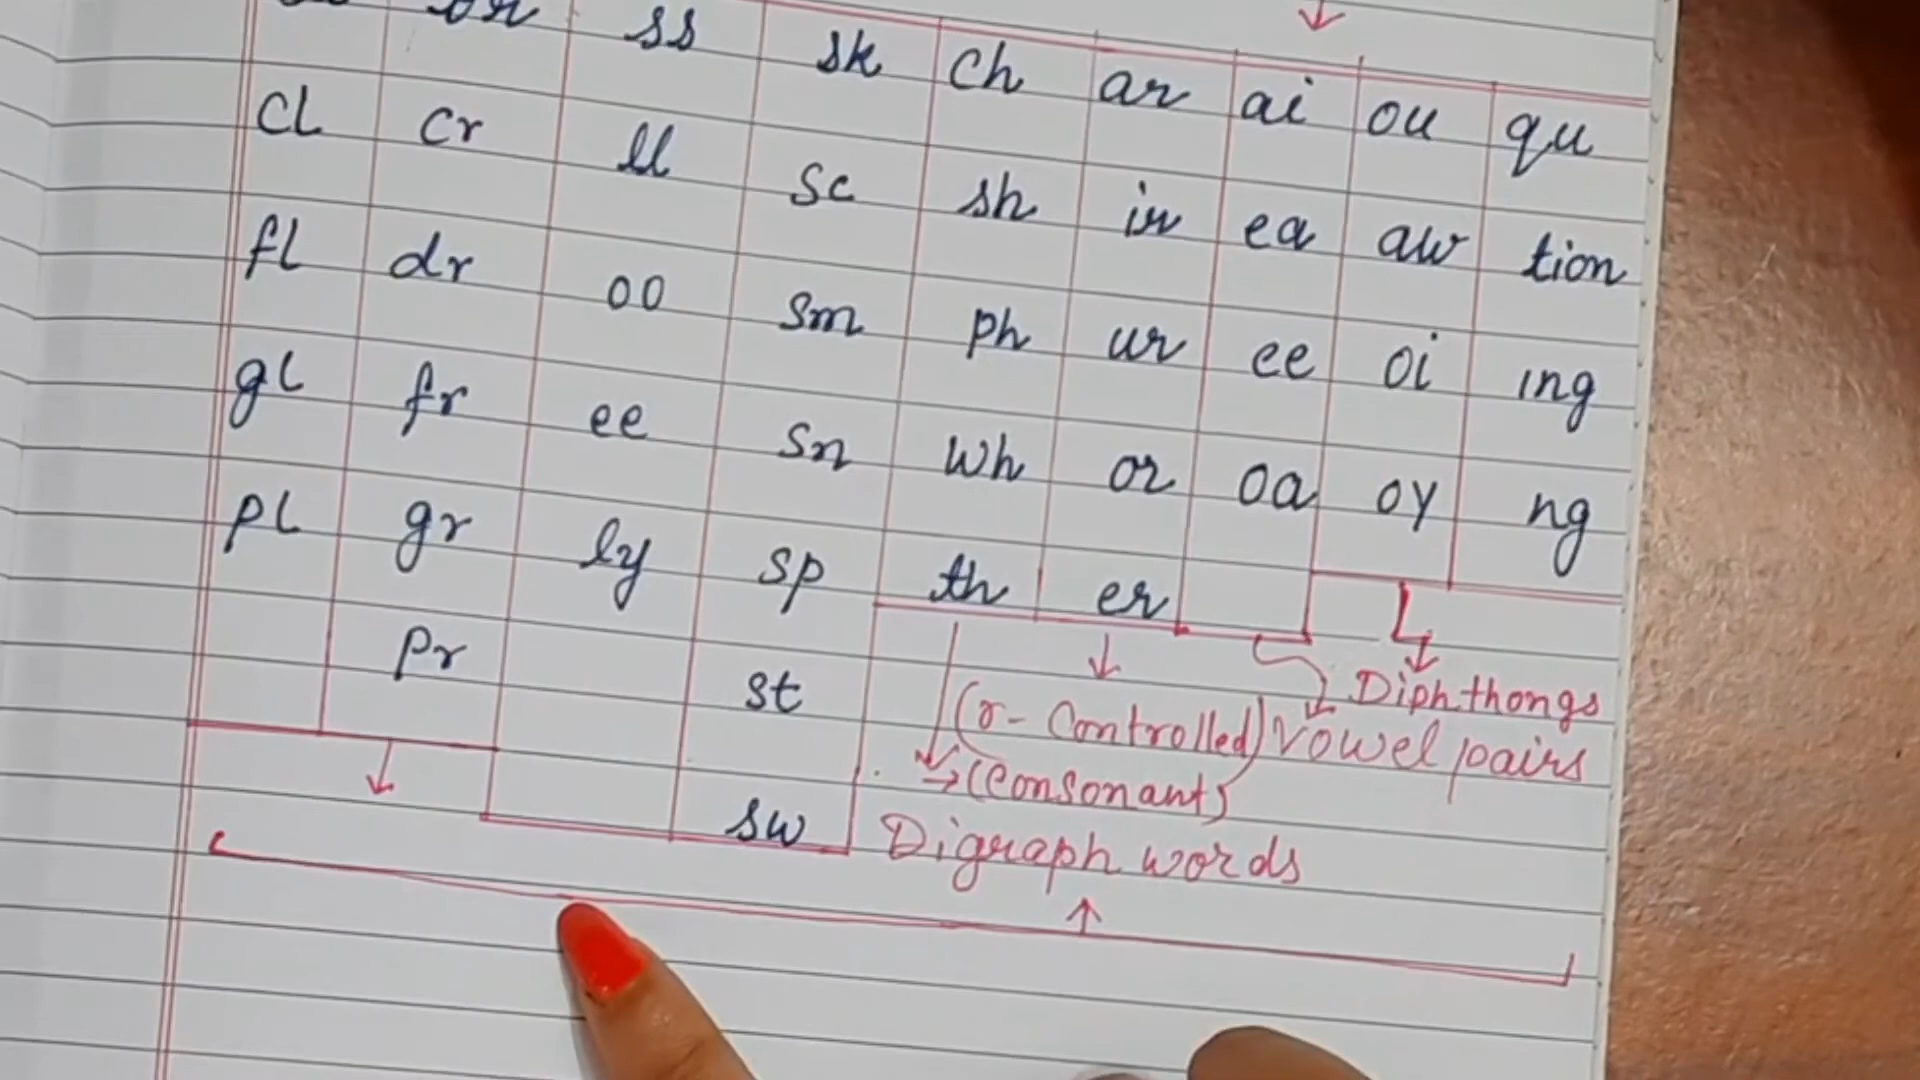 br ss sk ch ar ai ou qu
cl cr ll sc sh ir ea aw tion
fl dr oo sm ph ur ee oi ing
gl fr ee sn wh or oa oy ng
pl gr ly sp th er
pr st
sw
Diphthongs
(r-Controlled) Vowel pairs
(Consonant)
Digraph words